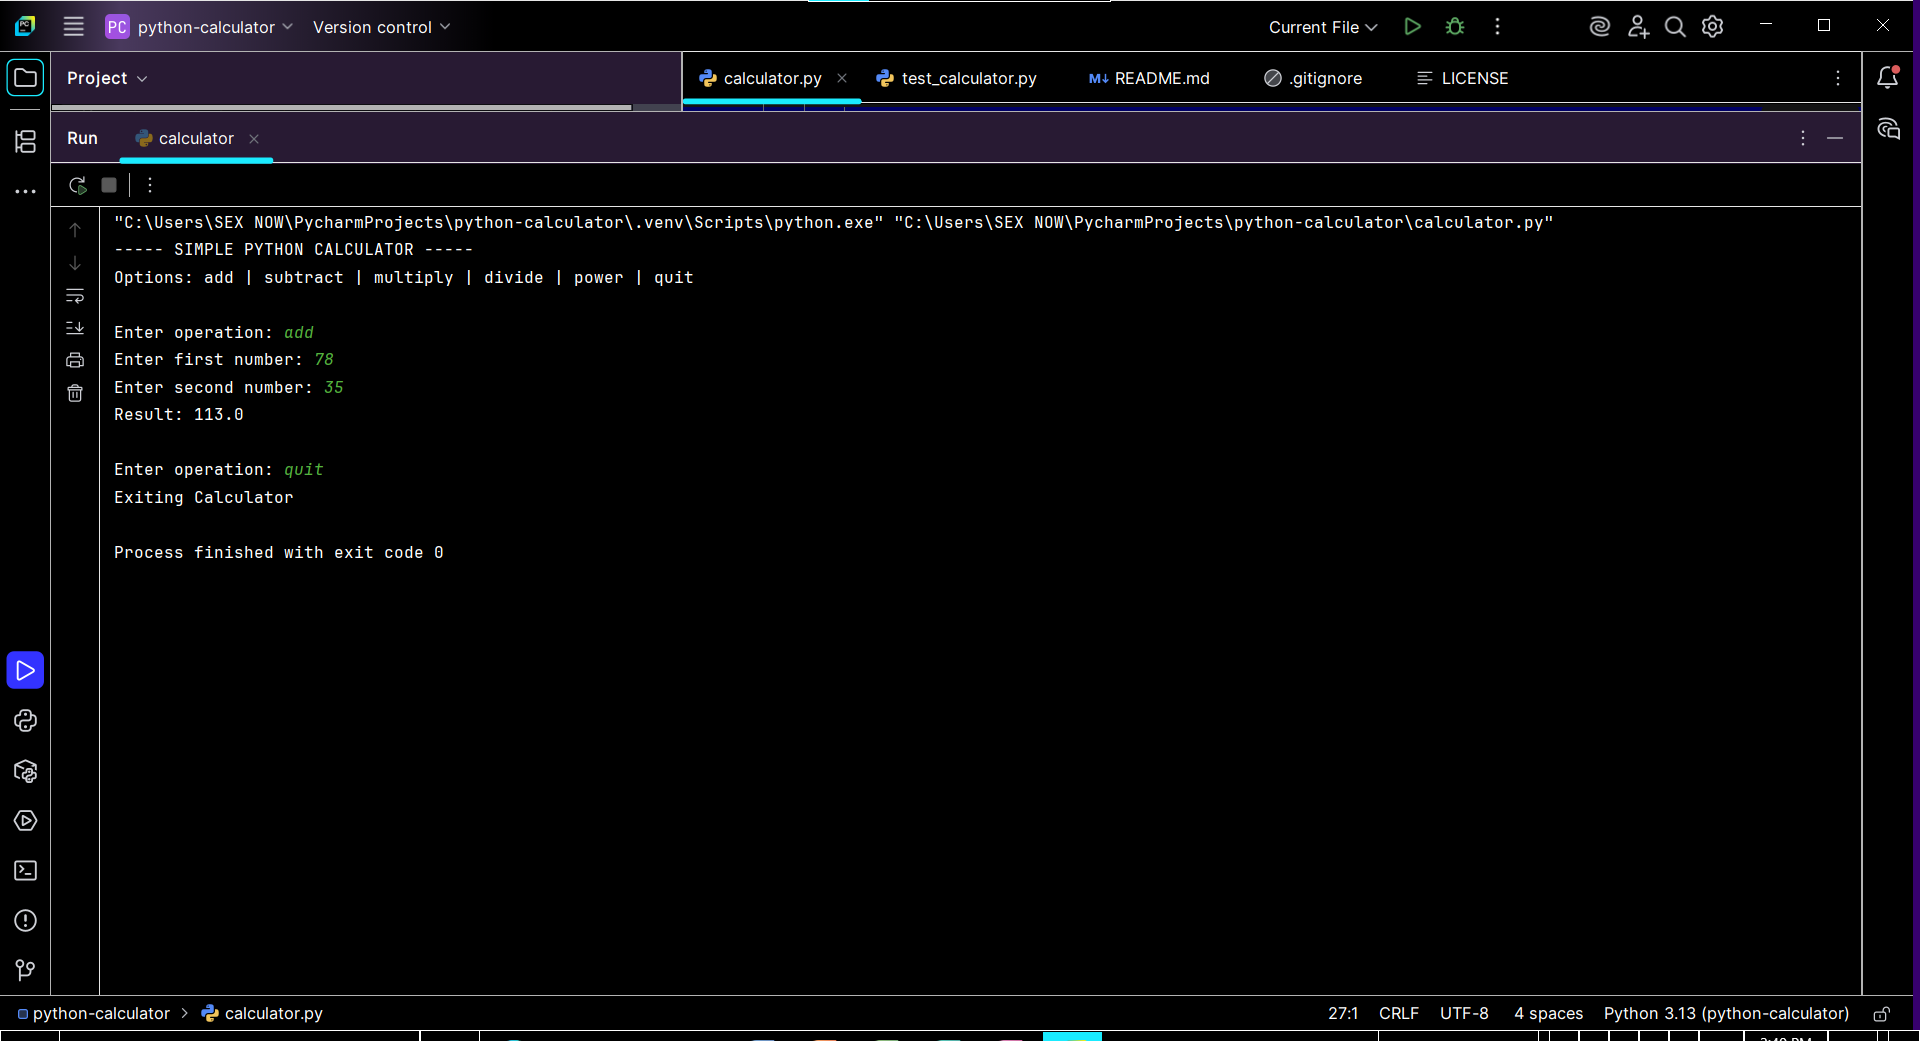 PC python-calculator Version control Current File
Project calculator.py test_calculator.py M↓ README.md .gitignore LICENSE
Run calculator
"C:\Users\SEX NOW\PycharmProjects\python-calculator\.venv\Scripts\python.exe" "C:\Users\SEX NOW\PycharmProjects\python-calculator\calculator.py"
----- SIMPLE PYTHON CALCULATOR -----
Options: add | subtract | multiply | divide | power | quit
Enter operation: add
Enter first number: 78
Enter second number: 35
Result: 113.0
Enter operation: quit
Exiting Calculator
Process finished with exit code 0
python-calculator > calculator.py 27:1 CRLF UTF-8 4 spaces Python 3.13 (python-calculator)